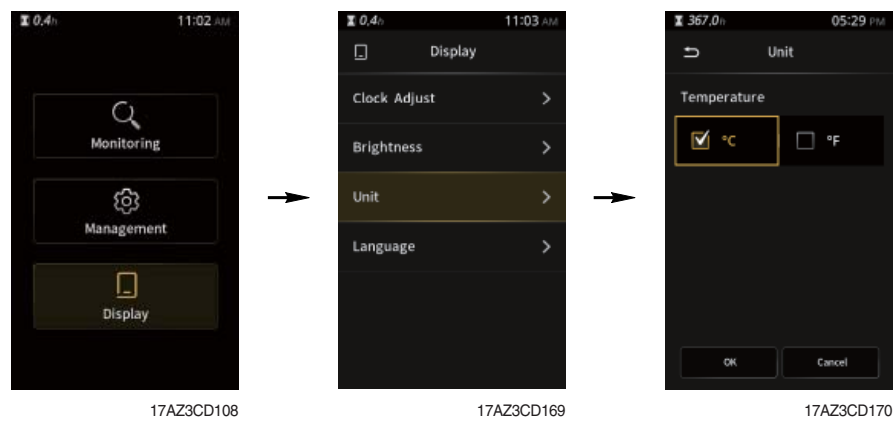 0.4h 11:02 AM
Monitoring
Management
Display
17AZ3CD108
0.4h 11:03 AM
Display
Clock Adjust
Brightness
Unit
Language
17AZ3CD169
367.0h 05:29 PM
Unit
Temperature
°C °F
OK Cancel
17AZ3CD170